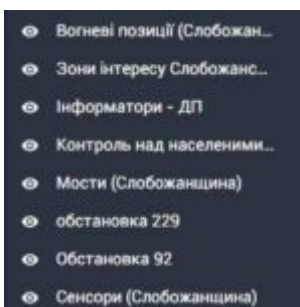 Вогневі позиції (Слобожан...
Зони інтересу Слобожанс...
Інформатори - ДП
Контроль над населеними...
Мости (Слобожанщина)
обстановка 229
Обстановка 92
Сенсори (Слобожанщина)